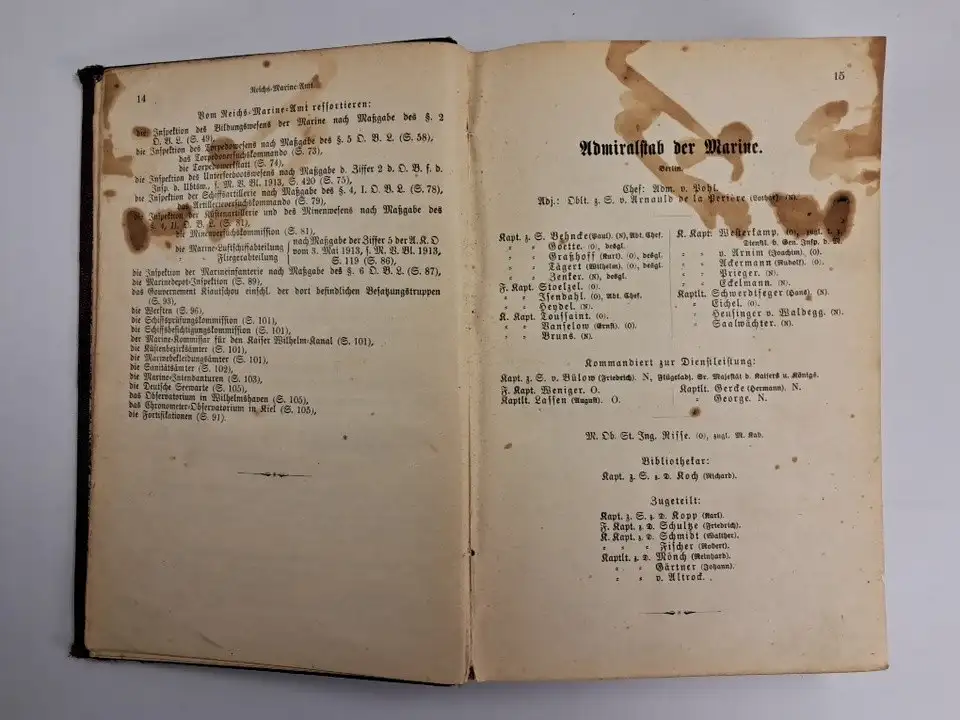 14
Reichs-Marine-Amt.
Vom Reichs-Marine-Amt ressortieren:
die Inspektion des Bildungswesens der Marine nach Maßgabe des §. 2
O. B. L. (S. 49),
die Inspektion des Torpedowesens nach Maßgabe des §. 5 O. B. L. (S. 58),
das Torpedoversuchskommando (S. 73),
die Torpedowerkstatt (S. 74),
die Inspektion des Unterseebootswesens nach Maßgabe d. Ziffer 2 d. O. B. f. d.
Insp. d. Ubtsw., s. M. V. Bl. 1913, S. 420 (S. 75),
die Inspektion der Schiffsartillerie nach Maßgabe des §. 4, I. O. B. L. (S. 78),
das Artillerieversuchskommando (S. 79),
die Inspektion der Küstenartillerie und des Minenwesens nach Maßgabe des
§. 4, II. O. B. L. (S. 81),
die Minenversuchskommission (S. 81),
die Marine-Luftschiffabteilung
" " Fliegerabteilung
nach Maßgabe der Ziffer 5 der A. K. O
vom 3. Mai 1913, s. M. V. Bl. 1913,
S. 119 (S. 86),
die Inspektion der Marineinfanterie nach Maßgabe des §. 6 O. B. L. (S. 87),
die Marinedepot-Inspektion (S. 89),
das Gouvernement Kiautschou einschl. der dort befindlichen Besatzungstruppen
(S. 93),
die Werften (S. 96),
die Schiffsprüfungskommission (S. 101),
die Schiffsbesichtigungskommission (S. 101),
der Marine-Kommissar für den Kaiser Wilhelm-Kanal (S. 101),
die Küstenbezirksämter (S. 101),
die Marinebekleidungsämter (S. 101),
die Sanitätsämter (S. 102),
die Marine-Intendanturen (S. 103),
die Deutsche Seewarte (S. 105),
das Observatorium in Wilhelmshaven (S. 105),
das Chronometer-Observatorium in Kiel (S. 105),
die Fortifikationen (S. 91).
15
Admiralstab der Marine.
Berlin.
Chef: Adm. v. Pohl.
Adj.: Oblt. z. S. v. Arnauld de la Perière (Lothar) (N).
Kapt. z. S. Behncke (Paul). (N), Abt. Chef.
" " Goette. (O), desgl.
" " Graßhoff (Kurt). (O), desgl.
" " Tägert (Wilhelm). (O), desgl.
" " Zenker. (N), desgl.
F. Kapt. Stoelzel. (O).
" " Isendahl. (O), Abt. Chef.
" " Heydel. (N).
K. Kapt. Toussaint. (O).
" " Vanselow (Ernst). (O).
" " Bruns. (N).
K. Kapt. Westerkamp. (O), zugl. z.
Dienstl. b. Gen. Insp. d. M.
" " v. Arnim (Joachim). (O).
" " Ackermann (Rudolf). (O).
" " Prieger. (N).
" " Eckelmann. (N).
Kaptlt. Schwerdtfeger (Hans). (N).
" Eichel. (O).
" Heusinger v. Waldegg. (N).
" Saalwächter. (N).
Kommandiert zur Dienstleistung:
Kapt. z. S. v. Bülow (Friedrich). N, Flügeladj. Sr. Majestät d. Kaisers u. Königs.
F. Kapt. Weniger. O.
Kaptlt. Lassen (August). O.
Kaptlt. Gercke (Hermann). N.
" George. N.
M. Ob. St. Ing. Risse. (O), zugl. M. Kab.
Bibliothekar:
Kapt. z. S. z. D. Koch (Richard).
Zugeteilt:
Kapt. z. S. z. D. Kopp (Karl).
F. Kapt. z. D. Schultze (Friedrich).
K. Kapt. z. D. Schmidt (Walther).
" " " Fischer (Robert).
Kaptlt. z. D. Mönch (Reinhard).
" " Gärtner (Johann).
" " v. Altrock.